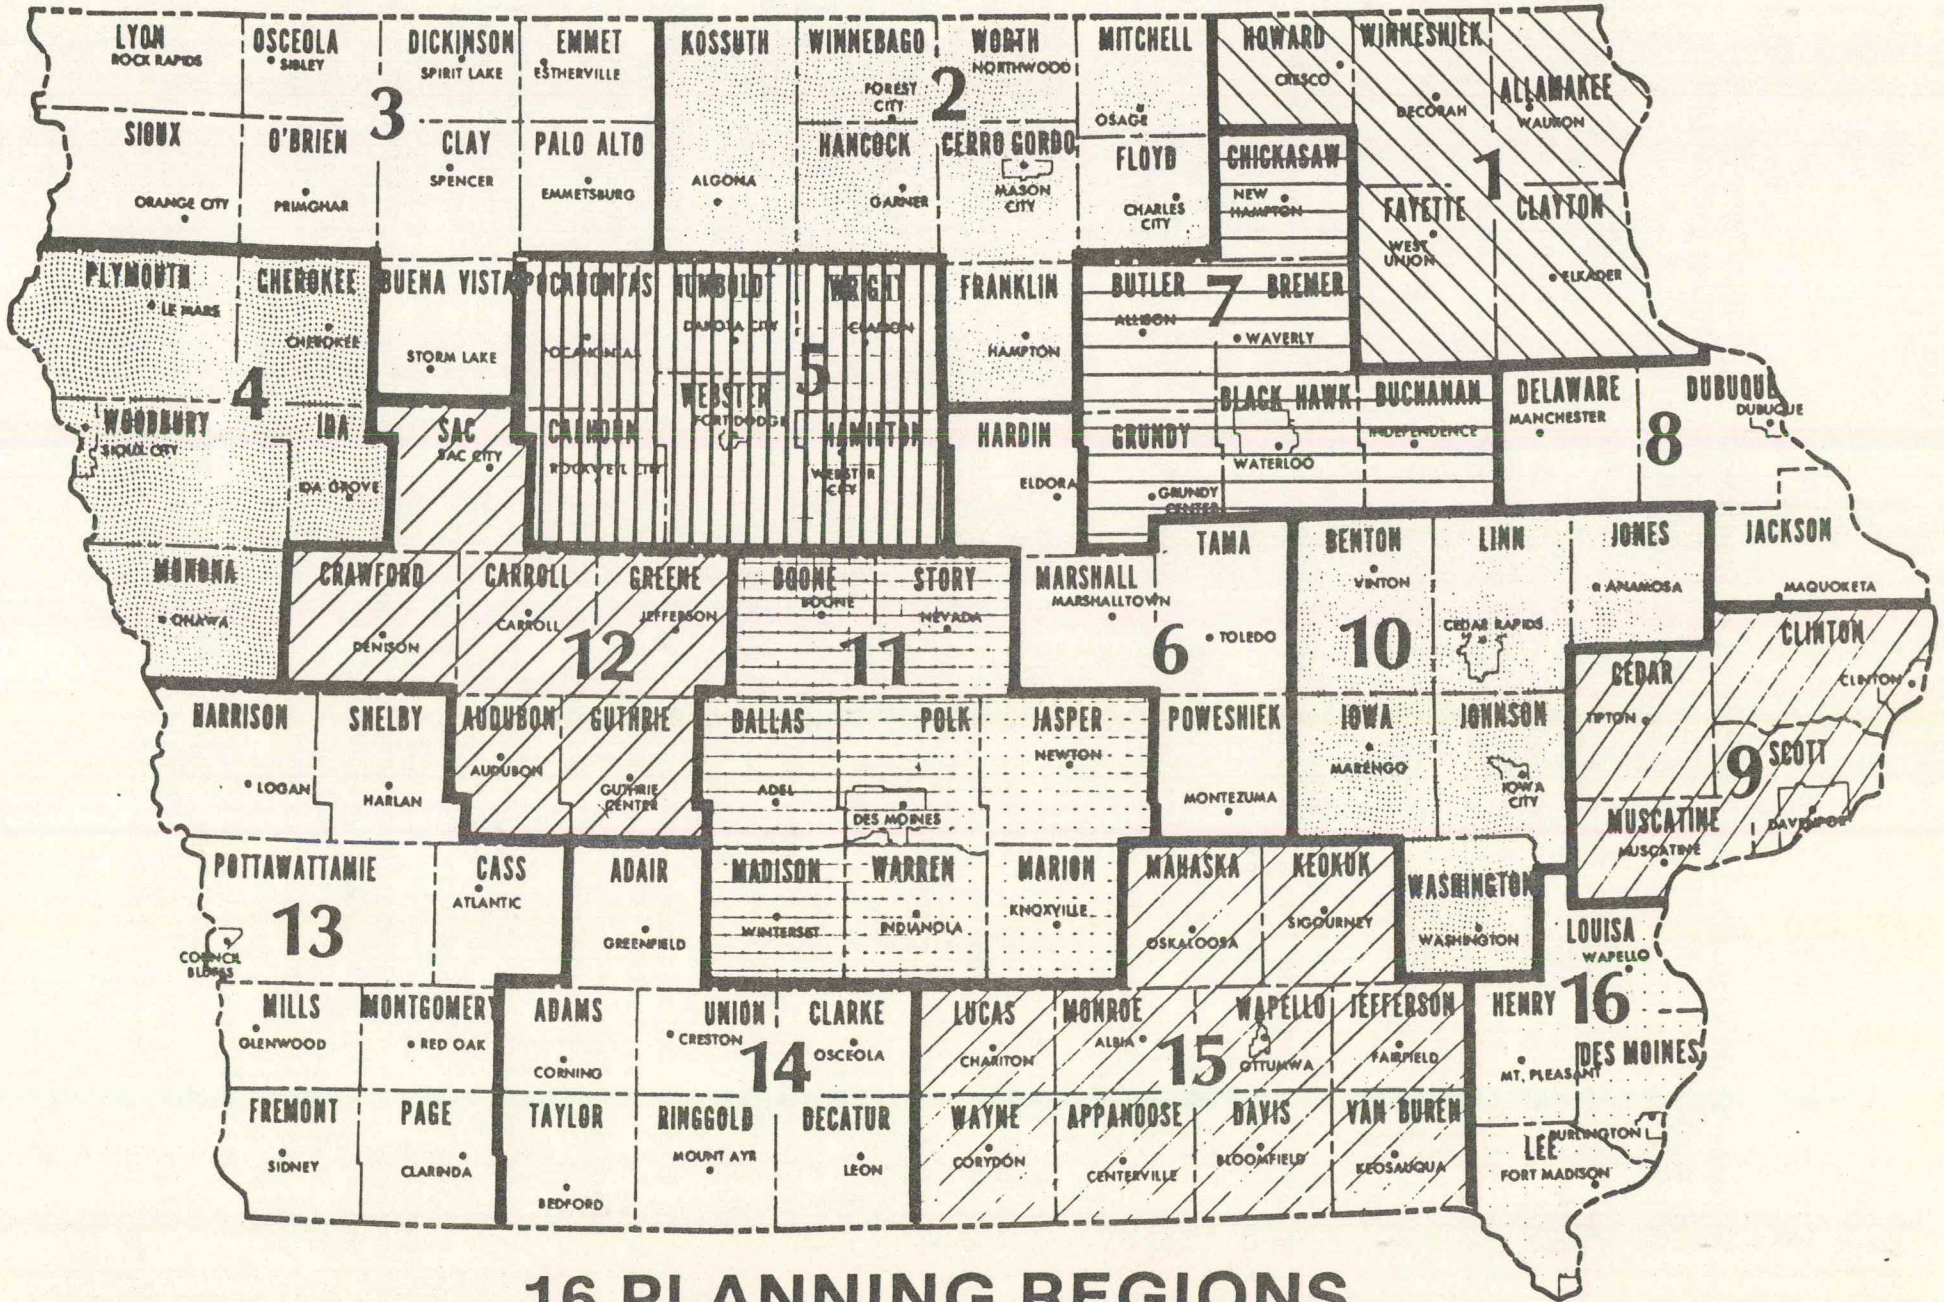 LYON
ROCK RAPIDS
OSCEOLA
SIBLEY
DICKINSON
SPIRIT LAKE
EMMET
ESTHERVILLE
KOSSUTH
ALGONA
WINNEBAGO
FOREST
CITY
2
WORTH
NORTHWOOD
MITCHELL
OSAGE
HOWARD
CRESCO
WINNESHIEK
DECORAH
ALLAMAKEE
WAUKON
3
SIOUX
ORANGE CITY
O'BRIEN
PRIMGHAR
CLAY
SPENCER
PALO ALTO
EMMETSBURG
HANCOCK
GARNER
CERRO GORDO
MASON
CITY
FLOYD
CHARLES
CITY
CHICKASAW
NEW
HAMPTON
1
FAYETTE
WEST
UNION
CLAYTON
ELKADER
PLYMOUTH
LE MARS
CHEROKEE
CHEROKEE
BUENA VISTA
STORM LAKE
POCAHONTAS
POCAHONTAS
HUMBOLDT
DAKOTA CITY
WRIGHT
CLARION
FRANKLIN
HAMPTON
BUTLER
ALLISON
7
BREMER
WAVERLY
4
5
WOODBURY
SIOUX CITY
IDA
IDA GROVE
SAC
SAC CITY
CALHOUN
ROCKWELL CITY
WEBSTER
FORT DODGE
HAMILTON
WEBSTER
CITY
HARDIN
ELDORA
GRUNDY
GRUNDY
CENTER
BLACK HAWK
WATERLOO
BUCHANAN
INDEPENDENCE
DELAWARE
MANCHESTER
DUBUQUE
DUBUQUE
8
MONONA
ONAWA
CRAWFORD
DENISON
CARROLL
CARROLL
GREENE
JEFFERSON
12
BOONE
BOONE
STORY
NEVADA
11
MARSHALL
MARSHALLTOWN
TAMA
TOLEDO
6
BENTON
VINTON
10
LINN
CEDAR RAPIDS
JONES
ANAMOSA
JACKSON
MAQUOKETA
CLINTON
CLINTON
HARRISON
LOGAN
SHELBY
HARLAN
AUDUBON
AUDUBON
GUTHRIE
GUTHRIE
CENTER
DALLAS
ADEL
POLK
DES MOINES
JASPER
NEWTON
POWESHIEK
MONTEZUMA
IOWA
MARENGO
JOHNSON
IOWA
CITY
CEDAR
TIPTON
9
SCOTT
DAVENPORT
MUSCATINE
MUSCATINE
POTTAWATTAMIE
13
COUNCIL
BLUFFS
CASS
ATLANTIC
ADAIR
GREENFIELD
MADISON
WINTERSET
WARREN
INDIANOLA
MARION
KNOXVILLE
MAHASKA
OSKALOOSA
KEOKUK
SIGOURNEY
WASHINGTON
WASHINGTON
LOUISA
WAPELLO
16
MILLS
GLENWOOD
MONTGOMERY
RED OAK
ADAMS
CORNING
UNION
CRESTON
14
CLARKE
OSCEOLA
LUCAS
CHARITON
MONROE
ALBIA
15
WAPELLO
OTTUMWA
JEFFERSON
FAIRFIELD
HENRY
MT. PLEASANT
DES MOINES
BURLINGTON
FREMONT
SIDNEY
PAGE
CLARINDA
TAYLOR
BEDFORD
RINGGOLD
MOUNT AYR
DECATUR
LEON
WAYNE
CORYDON
APPANOOSE
CENTERVILLE
DAVIS
BLOOMFIELD
VAN BUREN
KEOSAUQUA
LEE
FORT MADISON
16 PLANNING REGIONS